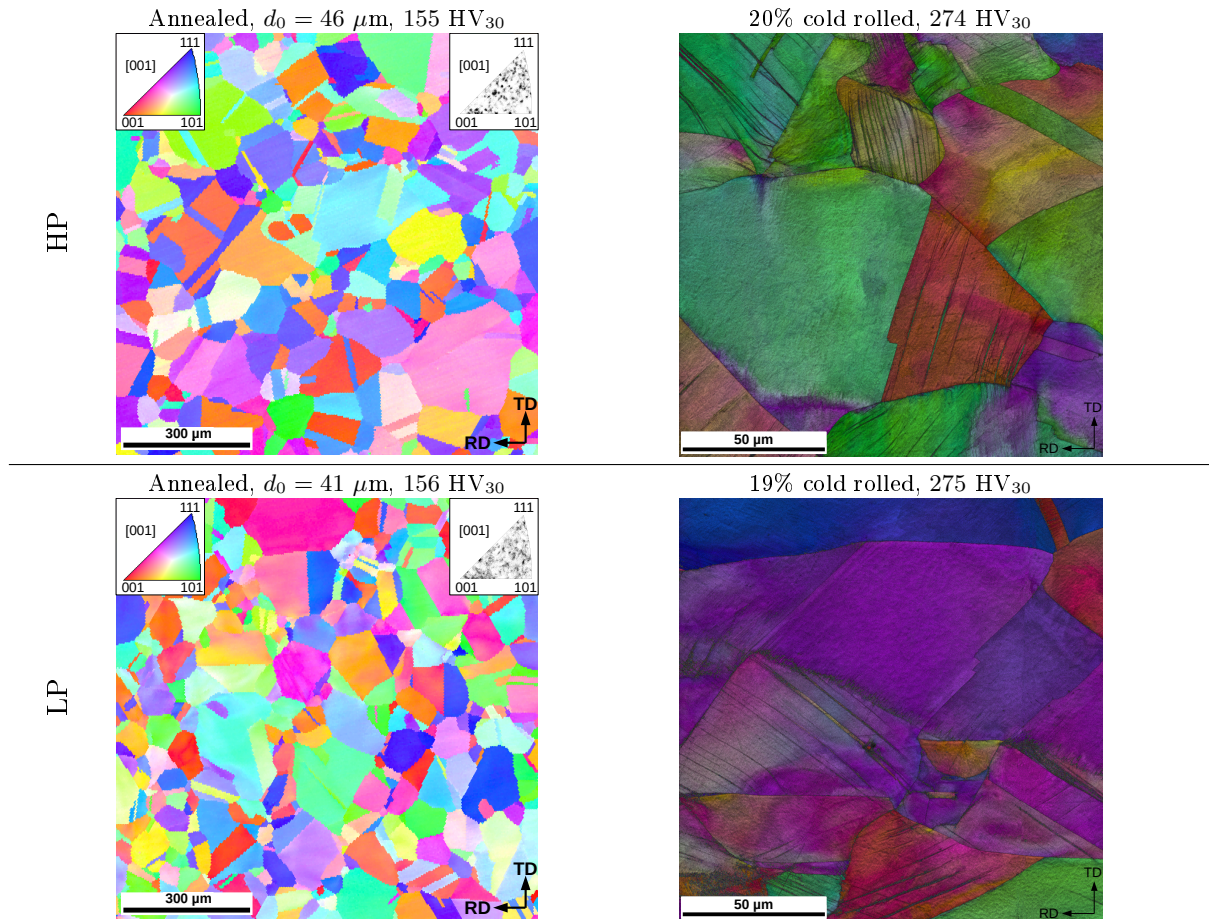 Annealed, d₀ = 46 μm, 155 HV₃₀
20% cold rolled, 274 HV₃₀
HP
111
[001]
001 101
111
[001]
001 101
300 µm
TD
RD
50 µm
TD
RD
Annealed, d₀ = 41 μm, 156 HV₃₀
19% cold rolled, 275 HV₃₀
LP
111
[001]
001 101
111
[001]
001 101
300 µm
TD
RD
50 µm
TD
RD